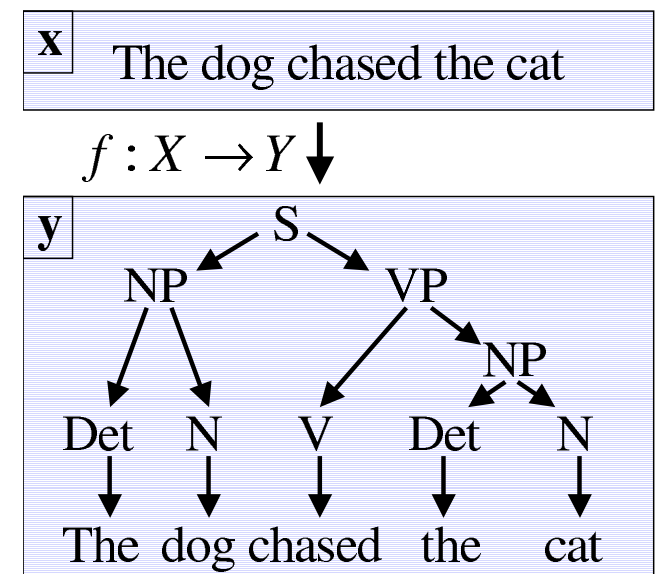 x
The dog chased the cat
f : X → Y
y
S
NP VP
NP
Det N V Det N
The dog chased the cat